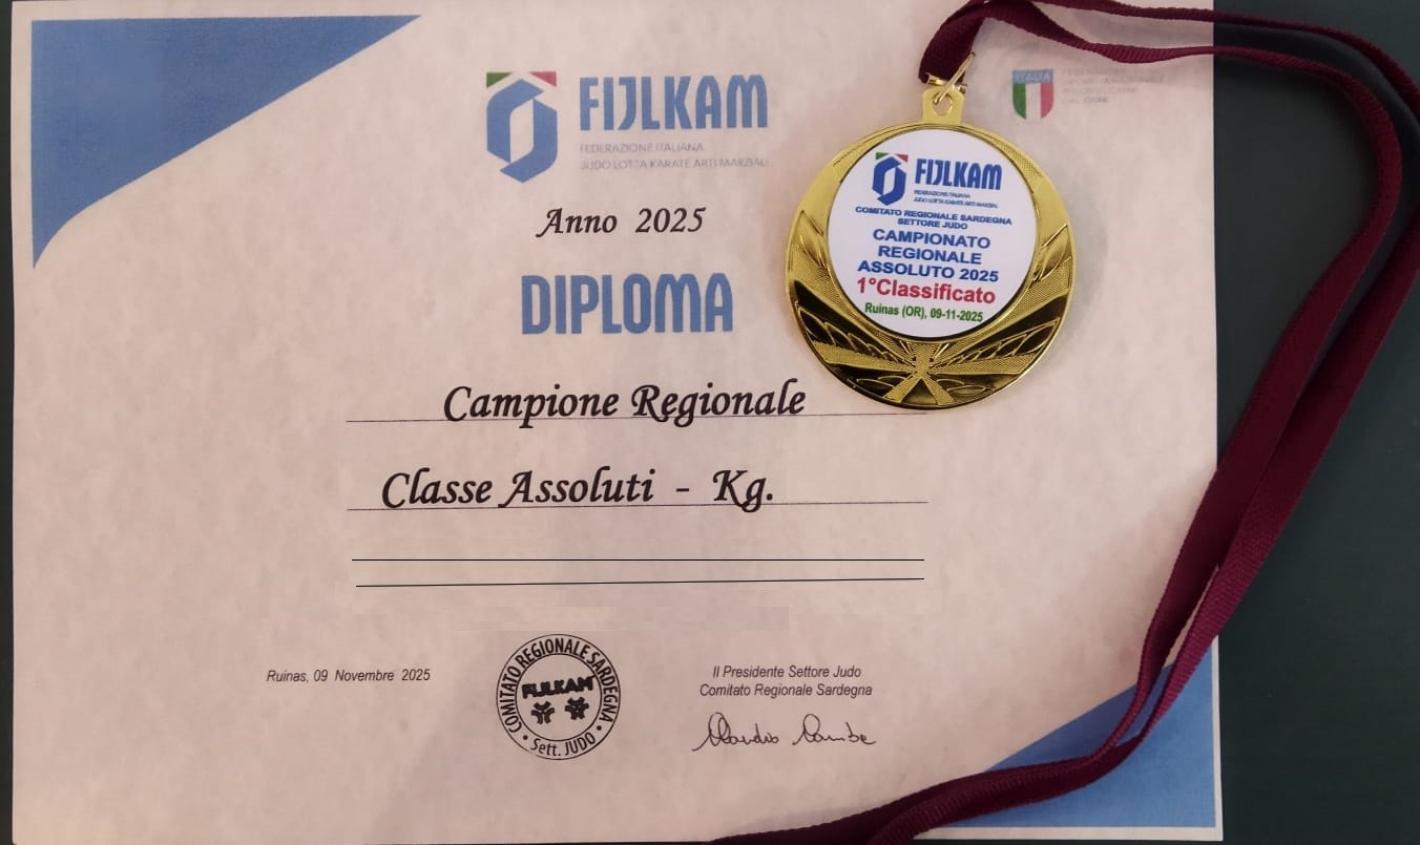 FIJLKAM
FEDERAZIONE ITALIANA
JUDO LOTTA KARATE ARTI MARZIALI
Anno 2025
DIPLOMA
Campione Regionale
Classe Assoluti - Kg.
Ruinas, 09 Novembre 2025
COMITATO REGIONALE SARDEGNA
FIJLKAM
Sett. JUDO
Il Presidente Settore Judo
Comitato Regionale Sardegna
ITALIA
FIJLKAM
FEDERAZIONE ITALIANA
JUDO LOTTA KARATE ARTI MARZIALI
COMITATO REGIONALE SARDEGNA
SETTORE JUDO
CAMPIONATO
REGIONALE
ASSOLUTO 2025
1°Classificato
Ruinas (OR), 09-11-2025